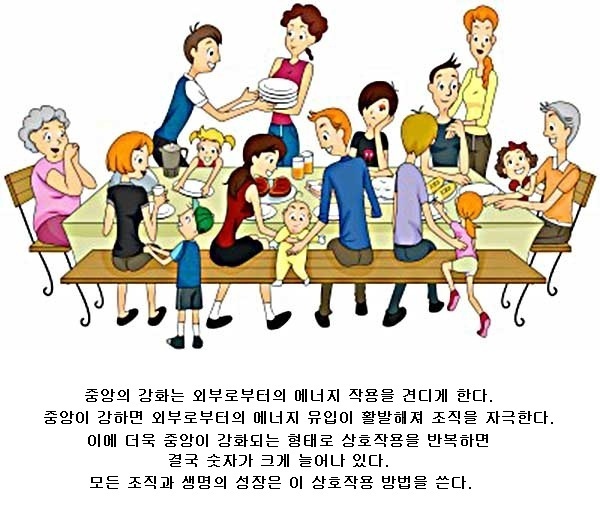 중앙의 강화는 외부로부터의 에너지 작용을 견디게 한다.
중앙이 강하면 외부로부터의 에너지 유입이 활발해져 조직을 자극한다.
이에 더욱 중앙이 강화되는 형태로 상호작용을 반복하면
결국 숫자가 크게 늘어나 있다.
모든 조직과 생명의 성장은 이 상호작용 방법을 쓴다.